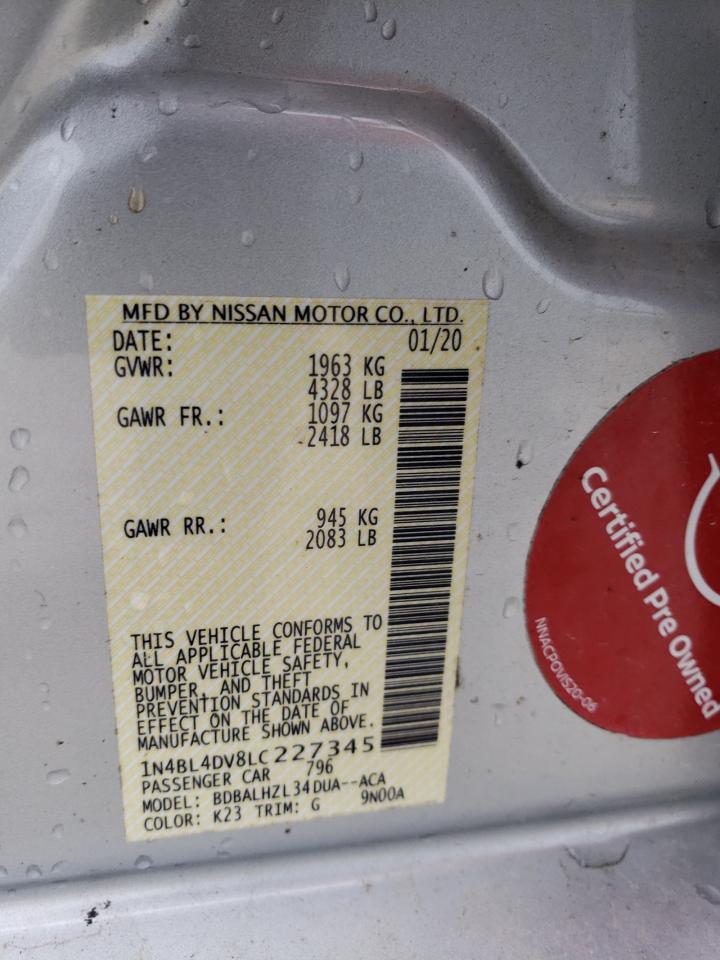 MFD BY NISSAN MOTOR CO., LTD.
DATE: 01/20
GVWR: 1963 KG
4328 LB
GAWR FR.: 1097 KG
2418 LB
GAWR RR.: 945 KG
2083 LB
THIS VEHICLE CONFORMS TO
ALL APPLICABLE FEDERAL
MOTOR VEHICLE SAFETY,
BUMPER, AND THEFT
PREVENTION STANDARDS IN
EFFECT ON THE DATE OF
MANUFACTURE SHOWN ABOVE.
1N4BL4DV8LC227345
PASSENGER CAR 796
MODEL: BDBALHZL34DUA--ACA
COLOR: K23 TRIM: G 9N00A
Certified Pre Owned
NNACPOVIS20-06